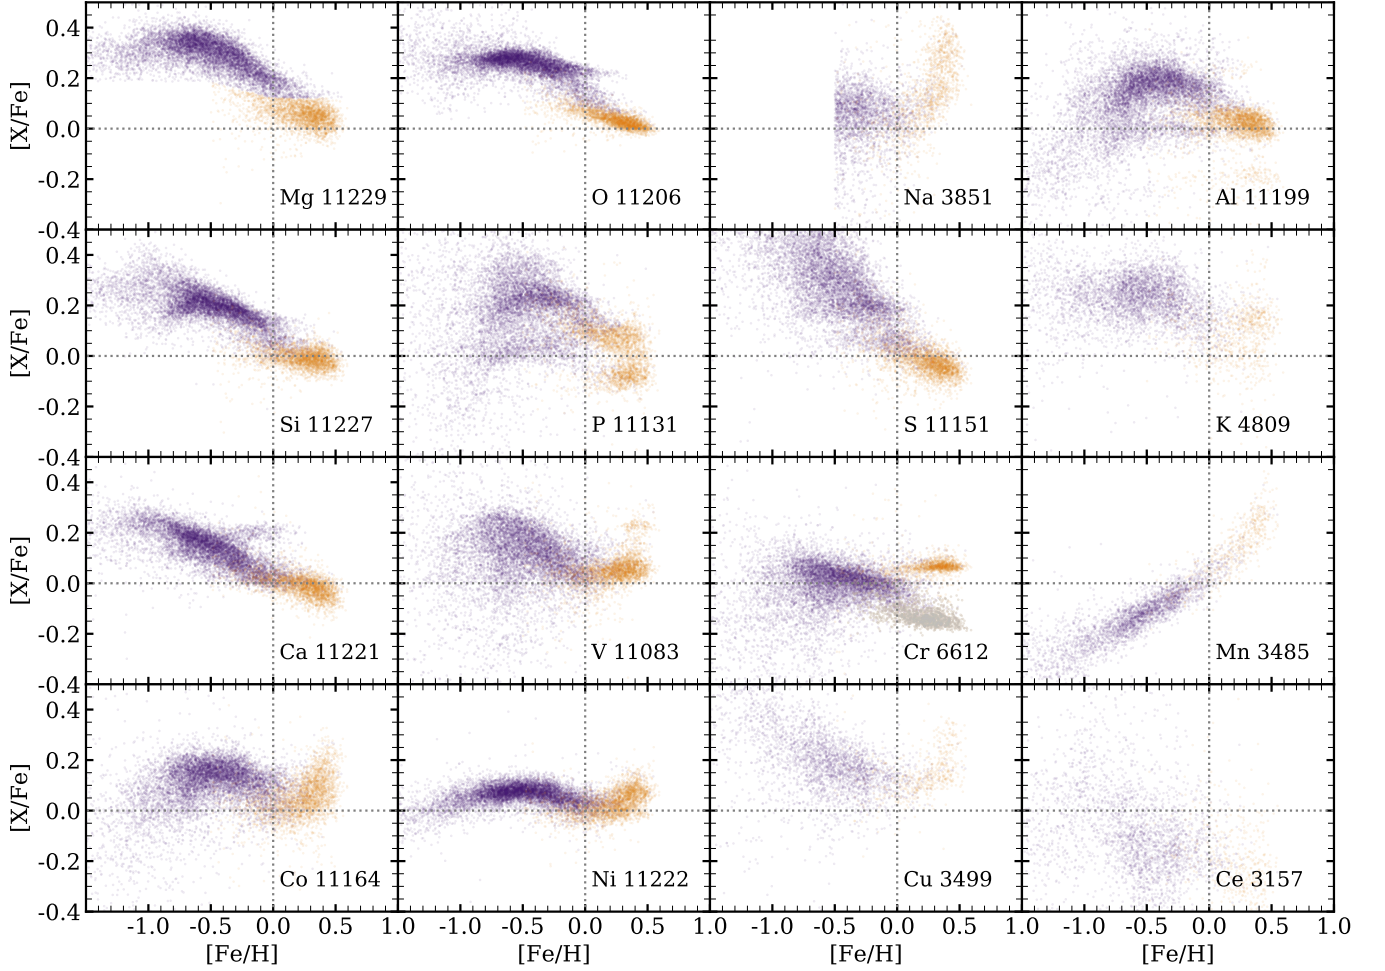 0.4
0.2
0.0
-0.2
-0.4
[X/Fe]
Mg 11229
O 11206
Na 3851
Al 11199
0.4
0.2
0.0
-0.2
-0.4
[X/Fe]
Si 11227
P 11131
S 11151
K 4809
0.4
0.2
0.0
-0.2
-0.4
[X/Fe]
Ca 11221
V 11083
Cr 6612
Mn 3485
0.4
0.2
0.0
-0.2
-0.4
[X/Fe]
Co 11164
Ni 11222
Cu 3499
Ce 3157
-1.0 -0.5 0.0 0.5 1.0 -1.0 -0.5 0.0 0.5 1.0 -1.0 -0.5 0.0 0.5 1.0 -1.0 -0.5 0.0 0.5 1.0
[Fe/H] [Fe/H] [Fe/H] [Fe/H]